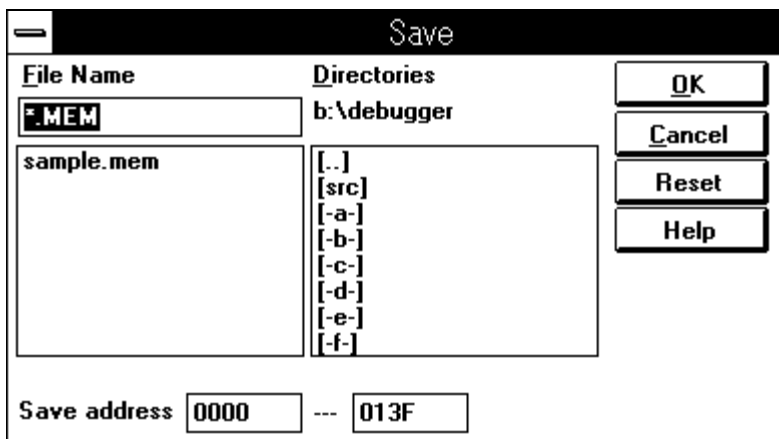 Save
File Name
*.MEM
sample.mem
Directories
b:\debugger
[..]
[src]
[-a-]
[-b-]
[-c-]
[-d-]
[-e-]
[-f-]
OK
Cancel
Reset
Help
Save address 0000 --- 013F